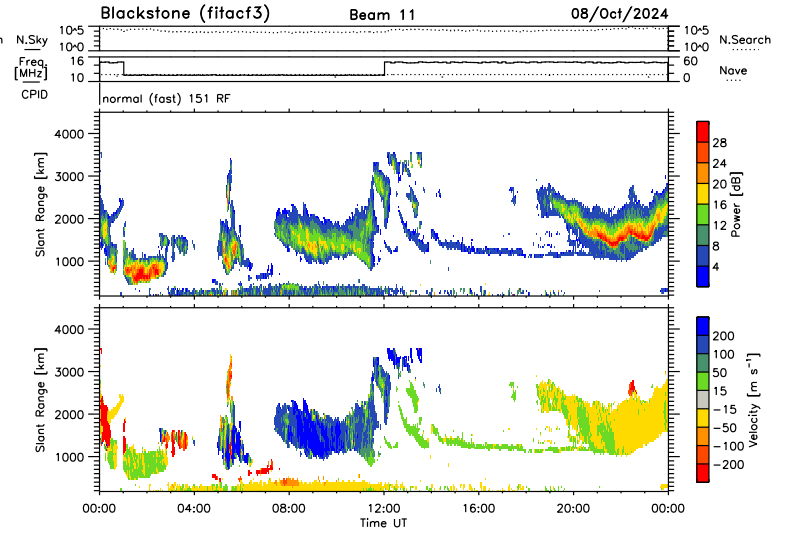 Blackstone (fitacf3) Beam 11 08/Oct/2024
N.Sky 10^5 10^0 10^5 10^0 N.Search
Freq. [MHz] 16 10 60 0 Nave
CPID normal (fast) 151 RF
Slant Range [km] 4000 3000 2000 1000
28 24 20 16 12 8 4 Power [dB]
Slant Range [km] 4000 3000 2000 1000
200 100 50 15 −15 −50 −100 −200 Velocity [m s⁻¹]
00:00 04:00 08:00 12:00 16:00 20:00 00:00
Time UT